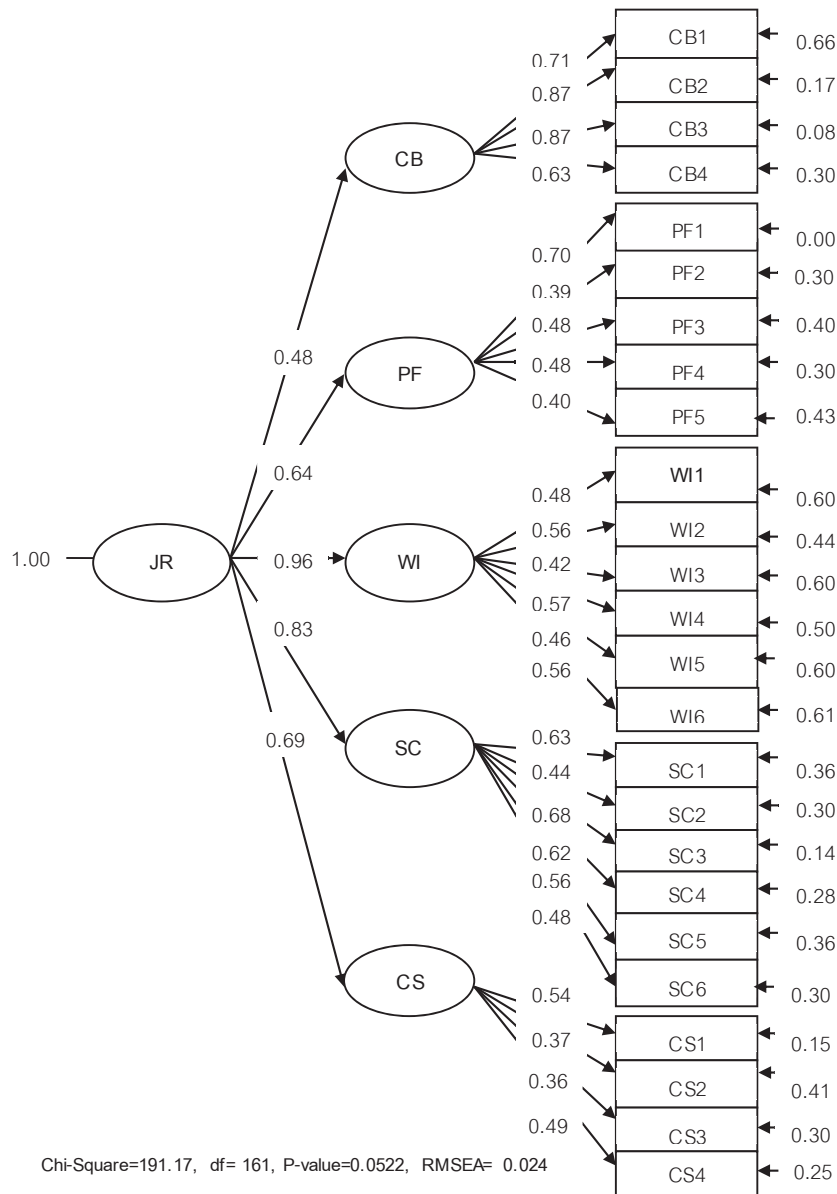 0.71 CB1 0.66
0.87 CB2 0.17
0.87 CB3 0.08
0.63 CB4 0.30
CB
0.70 PF1 0.00
0.39 PF2 0.30
0.48 PF3 0.40
0.48 PF4 0.30
0.40 PF5 0.43
0.48 PF
0.64
0.48 WI1 0.60
0.56 WI2 0.44
0.42 WI3 0.60
0.57 WI4 0.50
0.46 WI5 0.60
0.56 WI6 0.61
1.00 JR 0.96 WI
0.83
0.63 SC1 0.36
0.44 SC2 0.30
0.68 SC3 0.14
0.62 SC4 0.28
0.56 SC5 0.36
0.48 SC6 0.30
0.69 SC
CS
0.54 CS1 0.15
0.37 CS2 0.41
0.36 CS3 0.30
0.49 CS4 0.25
Chi-Square=191.17, df= 161, P-value=0.0522, RMSEA= 0.024